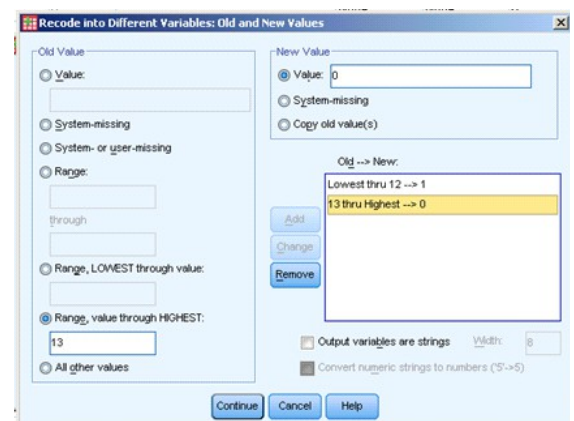 Recode into Different Variables: Old and New Values
Old Value
Value:
System-missing
System- or user-missing
Range:
through
Range, LOWEST through value:
Range, value through HIGHEST:
13
All other values
New Value
Value: 0
System-missing
Copy old value(s)
Old --> New:
Lowest thru 12 --> 1
13 thru Highest --> 0
Add
Change
Remove
Output variables are strings Width: 8
Convert numeric strings to numbers ('5'->5)
Continue Cancel Help